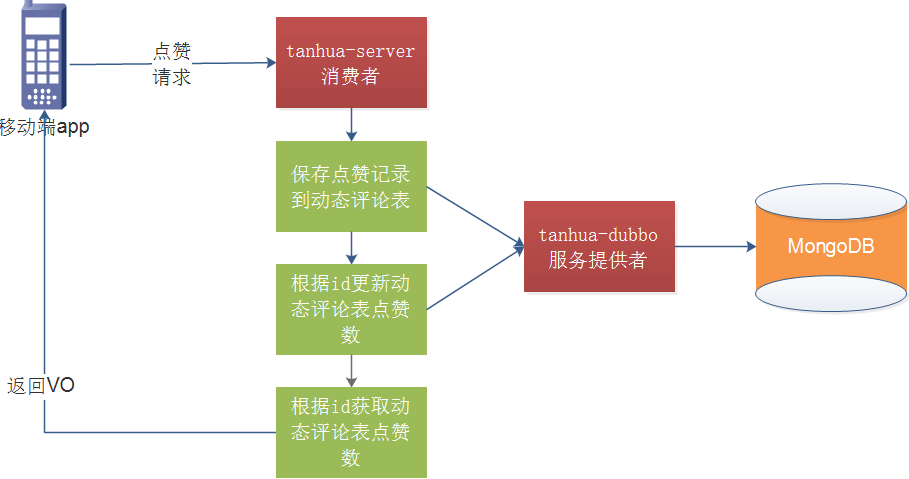 点赞
请求
移动端app
tanhua-server
消费者
保存点赞记录
到动态评论表
根据id更新动
态评论表点赞
数
根据id获取动
态评论表点赞
数
返回VO
tanhua-dubbo
服务提供者
MongoDB